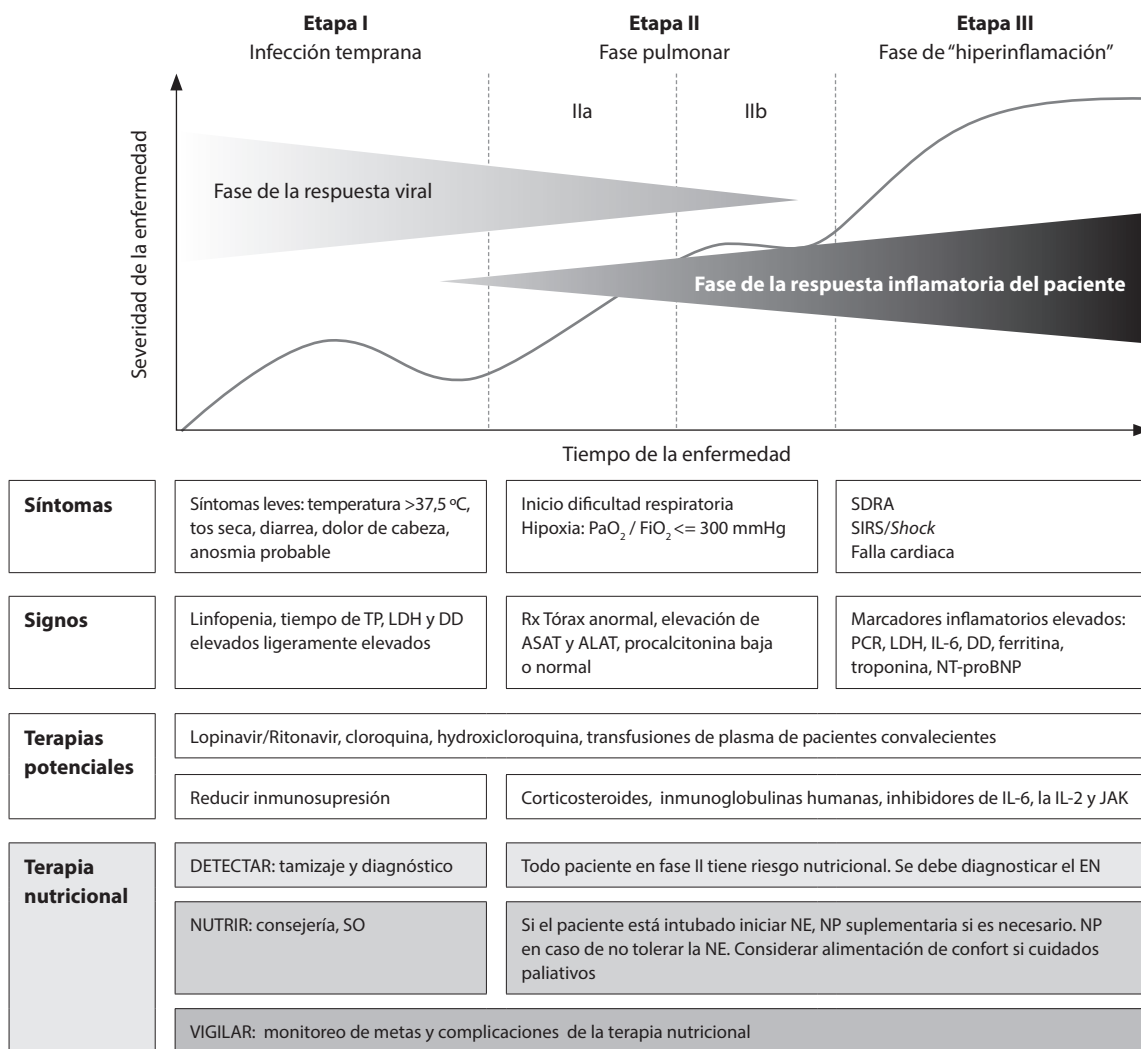 Etapa I
Infección temprana
Etapa II
Fase pulmonar
Etapa III
Fase de “hiperinflamación”
IIa
IIb
Severidad de la enfermedad
Fase de la respuesta viral
Fase de la respuesta inflamatoria del paciente
Tiempo de la enfermedad
Síntomas
Síntomas leves: temperatura >37,5 ºC,
tos seca, diarrea, dolor de cabeza,
anosmia probable
Inicio dificultad respiratoria
Hipoxia: PaO2 / FiO2 <= 300 mmHg
SDRA
SIRS/Shock
Falla cardiaca
Signos
Linfopenia, tiempo de TP, LDH y DD
elevados ligeramente elevados
Rx Tórax anormal, elevación de
ASAT y ALAT, procalcitonina baja
o normal
Marcadores inflamatorios elevados:
PCR, LDH, IL-6, DD, ferritina,
troponina, NT-proBNP
Terapias
potenciales
Lopinavir/Ritonavir, cloroquina, hydroxicloroquina, transfusiones de plasma de pacientes convalecientes
Reducir inmunosupresión
Corticosteroides, inmunoglobulinas humanas, inhibidores de IL-6, la IL-2 y JAK
Terapia
nutricional
DETECTAR: tamizaje y diagnóstico
Todo paciente en fase II tiene riesgo nutricional. Se debe diagnosticar el EN
NUTRIR: consejería, SO
Si el paciente está intubado iniciar NE, NP suplementaria si es necesario. NP
en caso de no tolerar la NE. Considerar alimentación de confort si cuidados
paliativos
VIGILAR: monitoreo de metas y complicaciones de la terapia nutricional